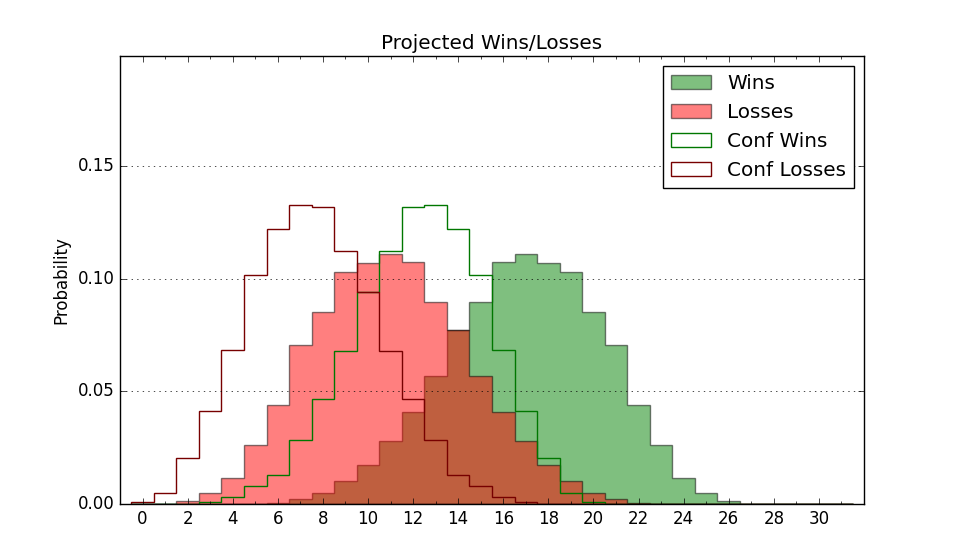 Projected Wins/Losses
Wins
Losses
Conf Wins
Conf Losses
Probability
0.15
0.10
0.05
0.00
0 2 4 6 8 10 12 14 16 18 20 22 24 26 28 30